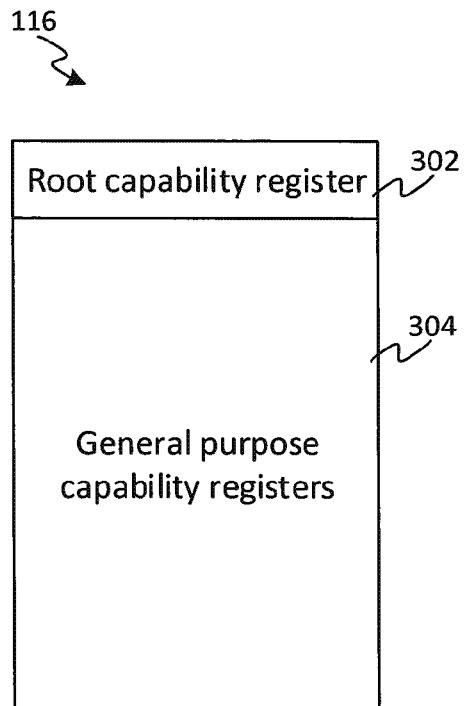 116
Root capability register
302
304
General purpose
capability registers